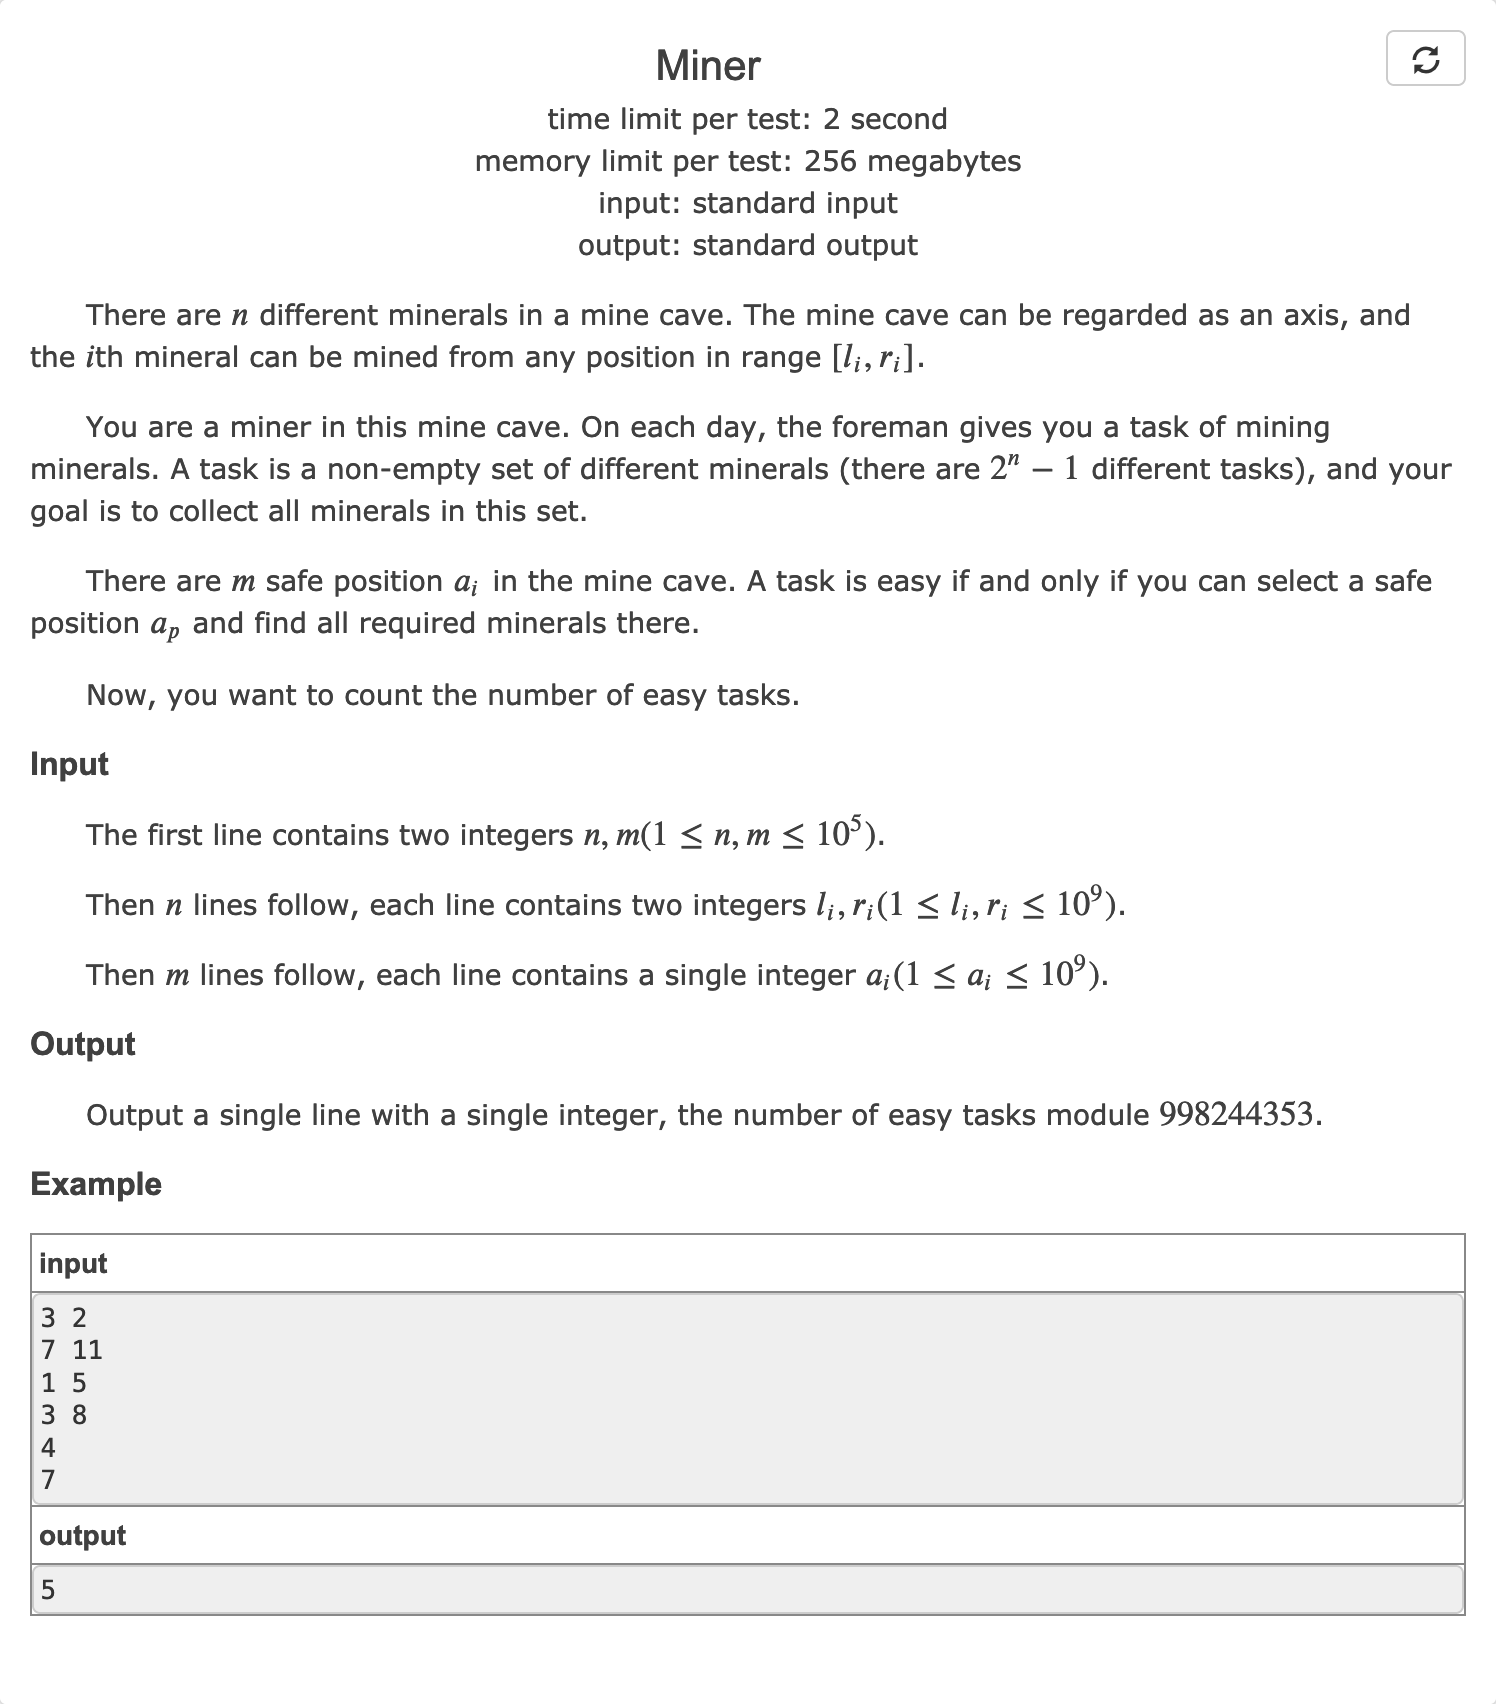 Miner
time limit per test: 2 second
memory limit per test: 256 megabytes
input: standard input
output: standard output
There are n different minerals in a mine cave. The mine cave can be regarded as an axis, and
the ith mineral can be mined from any position in range [l_i, r_i].
You are a miner in this mine cave. On each day, the foreman gives you a task of mining
minerals. A task is a non-empty set of different minerals (there are 2^n − 1 different tasks), and your
goal is to collect all minerals in this set.
There are m safe position a_i in the mine cave. A task is easy if and only if you can select a safe
position a_p and find all required minerals there.
Now, you want to count the number of easy tasks.
Input
The first line contains two integers n, m(1 ≤ n, m ≤ 10^5).
Then n lines follow, each line contains two integers l_i, r_i(1 ≤ l_i, r_i ≤ 10^9).
Then m lines follow, each line contains a single integer a_i(1 ≤ a_i ≤ 10^9).
Output
Output a single line with a single integer, the number of easy tasks module 998244353.
Example
input
3 2
7 11
1 5
3 8
4
7
output
5